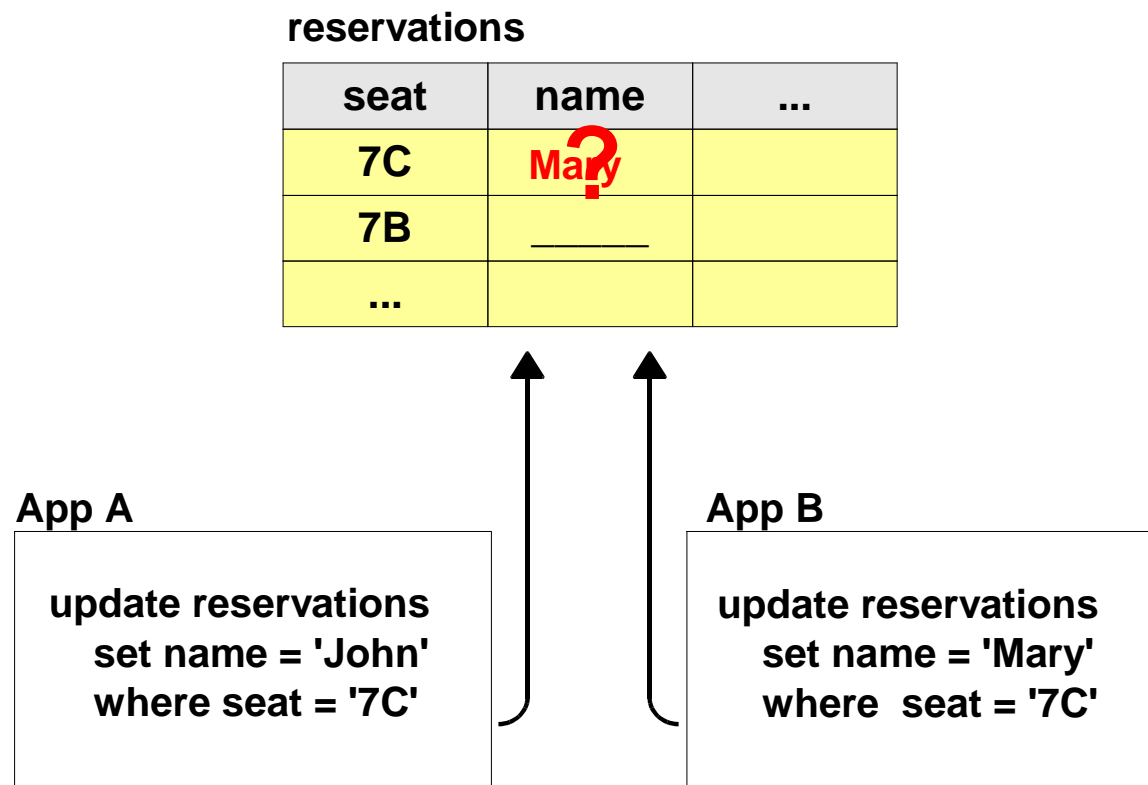 reservations
seat name ...
7C Mary ?
7B _____
...
App A
update reservations
set name = 'John'
where seat = '7C'
App B
update reservations
set name = 'Mary'
where  seat = '7C'